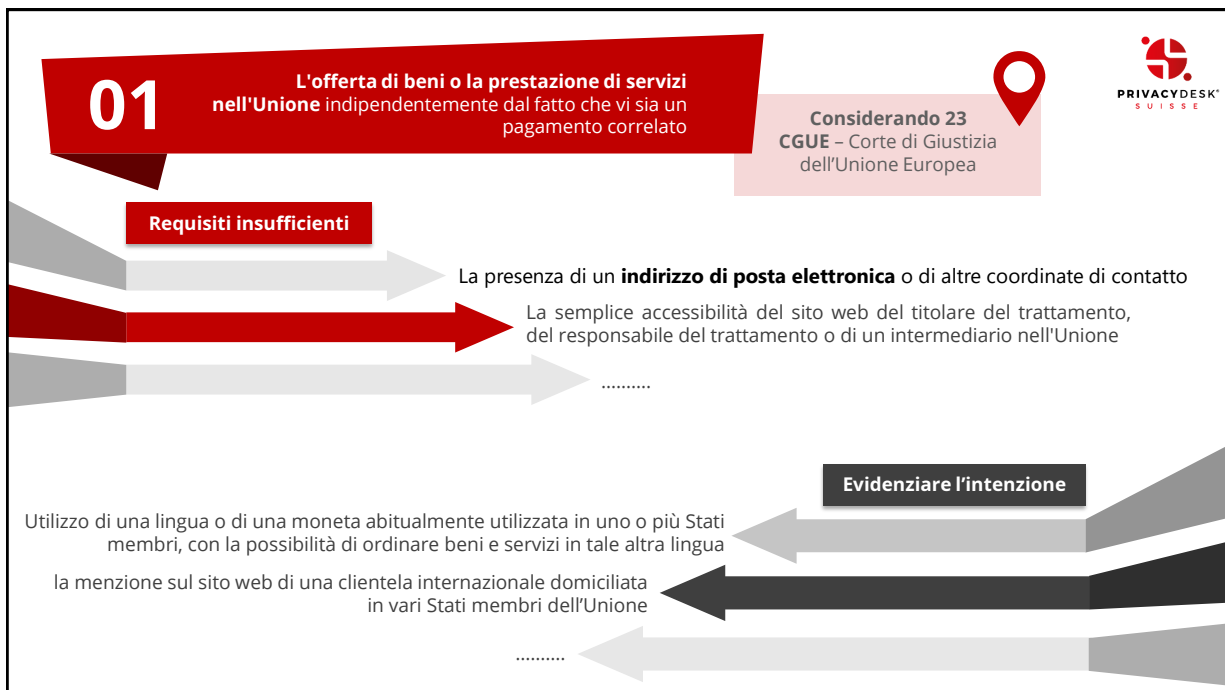 01
L'offerta di beni o la prestazione di servizi
nell'Unione indipendentemente dal fatto che vi sia un
pagamento correlato
Considerando 23
CGUE – Corte di Giustizia
dell’Unione Europea
PRIVACYDESK®
SUISSE
Requisiti insufficienti
La presenza di un indirizzo di posta elettronica o di altre coordinate di contatto
La semplice accessibilità del sito web del titolare del trattamento,
del responsabile del trattamento o di un intermediario nell'Unione
..........
Evidenziare l’intenzione
Utilizzo di una lingua o di una moneta abitualmente utilizzata in uno o più Stati
membri, con la possibilità di ordinare beni e servizi in tale altra lingua
la menzione sul sito web di una clientela internazionale domiciliata
in vari Stati membri dell’Unione
..........